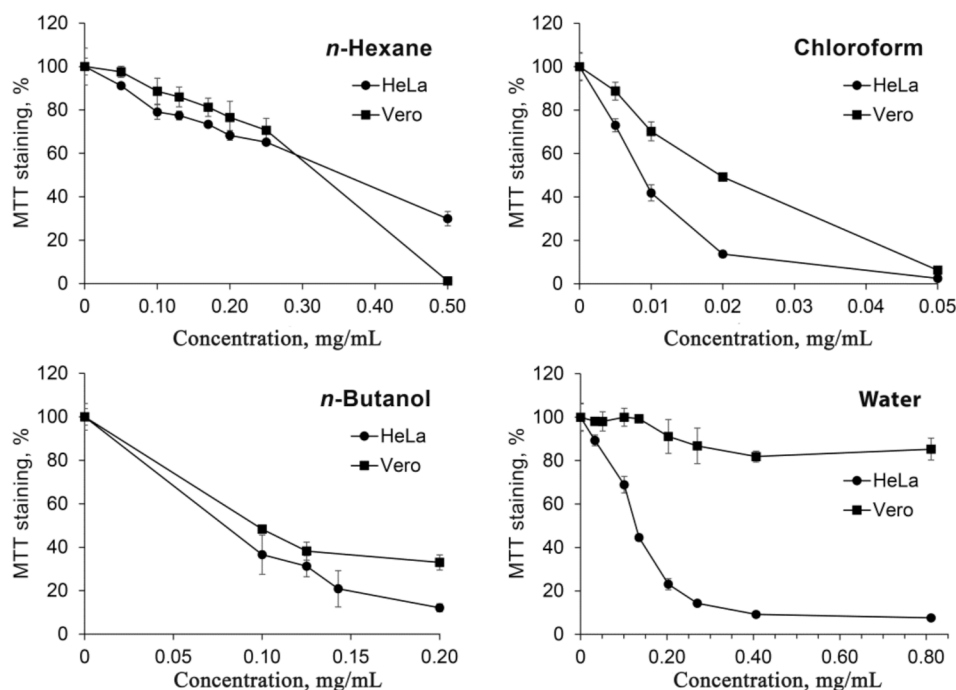 n-Hexane
HeLa
Vero
MTT staining, %
120
100
80
60
40
20
0
0 0.10 0.20 0.30 0.40 0.50
Concentration, mg/mL
Chloroform
HeLa
Vero
MTT staining, %
120
100
80
60
40
20
0
0 0.01 0.02 0.03 0.04 0.05
Concentration, mg/mL
n-Butanol
HeLa
Vero
MTT staining, %
120
100
80
60
40
20
0
0 0.05 0.10 0.15 0.20
Concentration, mg/mL
Water
HeLa
Vero
MTT staining, %
120
100
80
60
40
20
0
0 0.20 0.40 0.60 0.80
Concentration, mg/mL